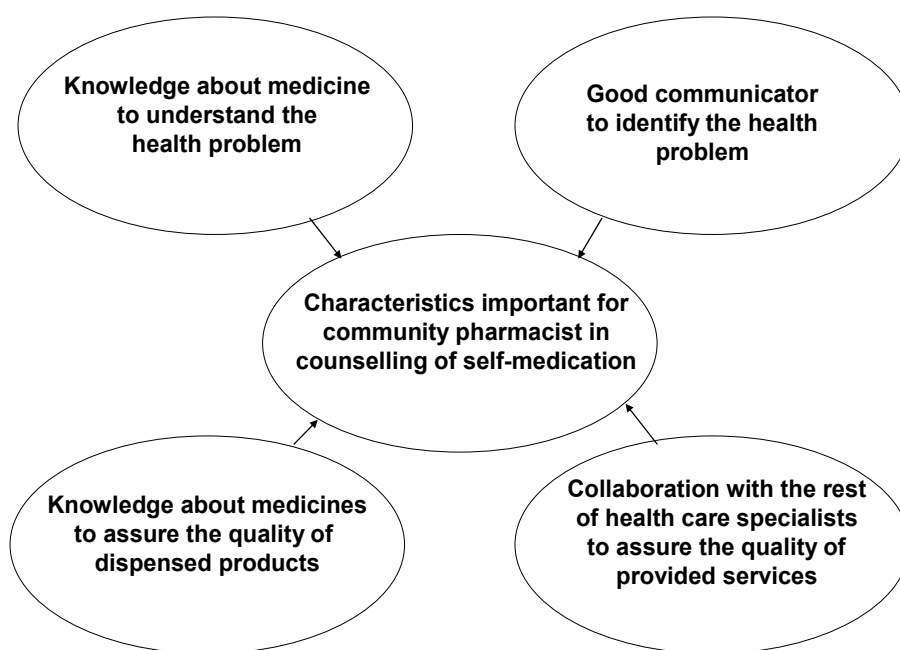 Knowledge about medicine
to understand the
health problem
Good communicator
to identify the health
problem
Characteristics important for
community pharmacist in
counselling of self-medication
Knowledge about medicines
to assure the quality of
dispensed products
Collaboration with the rest
of health care specialists
to assure the quality of
provided services